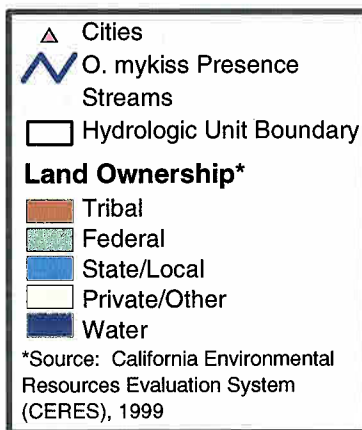 Cities
O. mykiss Presence
Streams
Hydrologic Unit Boundary
Land Ownership*
Tribal
Federal
State/Local
Private/Other
Water
*Source: California Environmental
Resources Evaluation System
(CERES), 1999